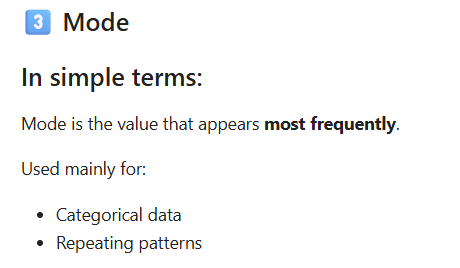 3 Mode
In simple terms:
Mode is the value that appears most frequently.
Used mainly for:
• Categorical data
• Repeating patterns